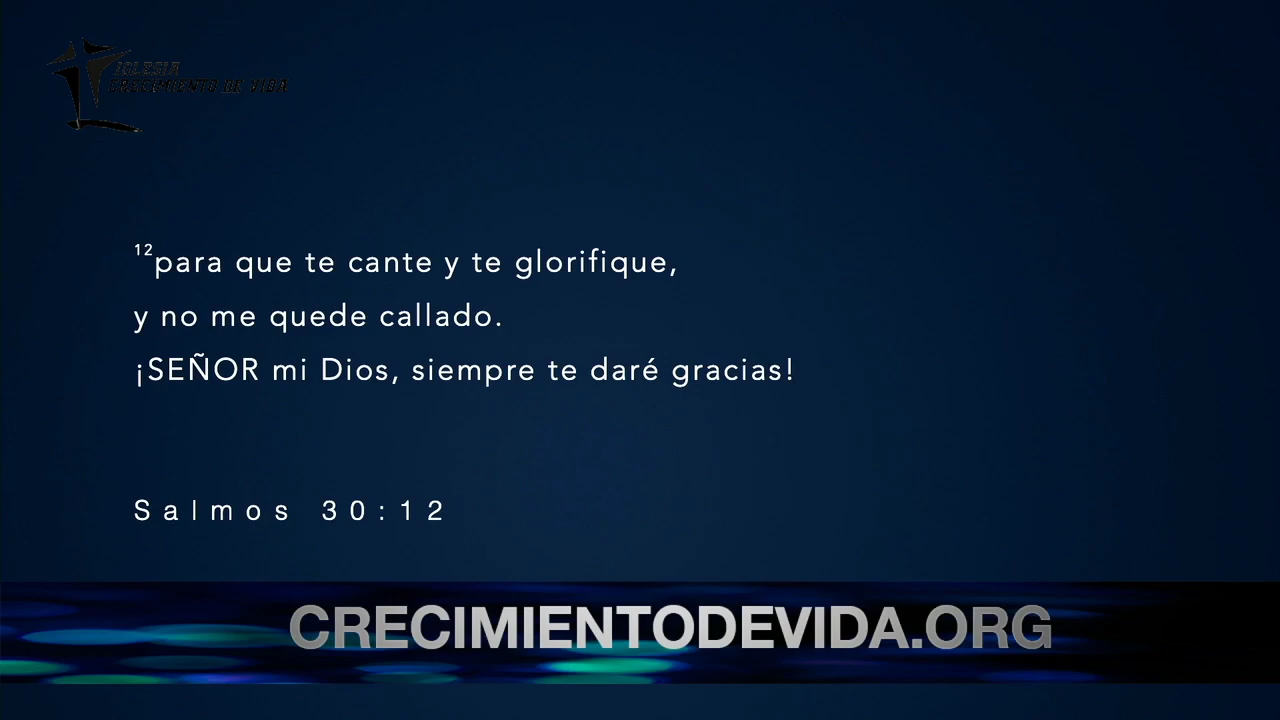 IGLESIA
CRECIMIENTO DE VIDA
12para que te cante y te glorifique,
y no me quede callado.
¡SEÑOR mi Dios, siempre te daré gracias!
Salmos 30:12
CRECIMIENTODEVIDA.ORG